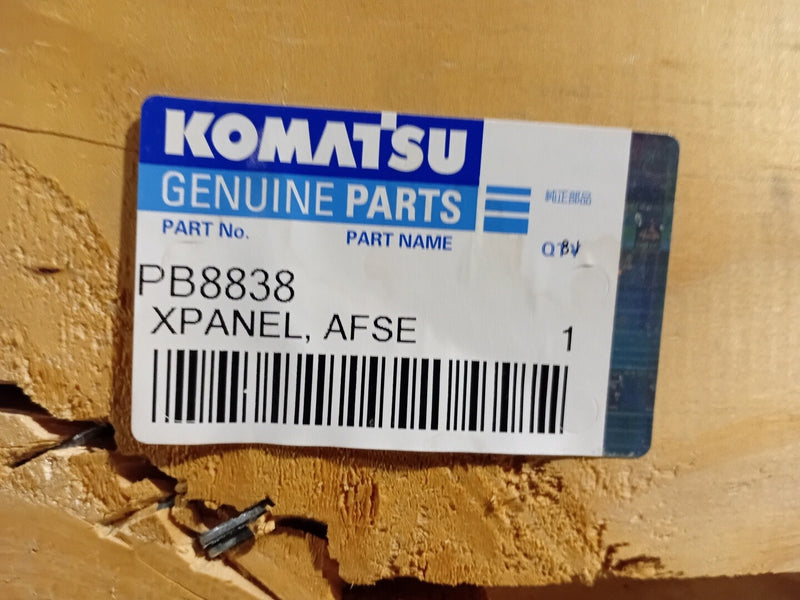 KOMATSU
GENUINE PARTS
純正部品
PART No. PART NAME
PB8838
XPANEL, AFSE 1